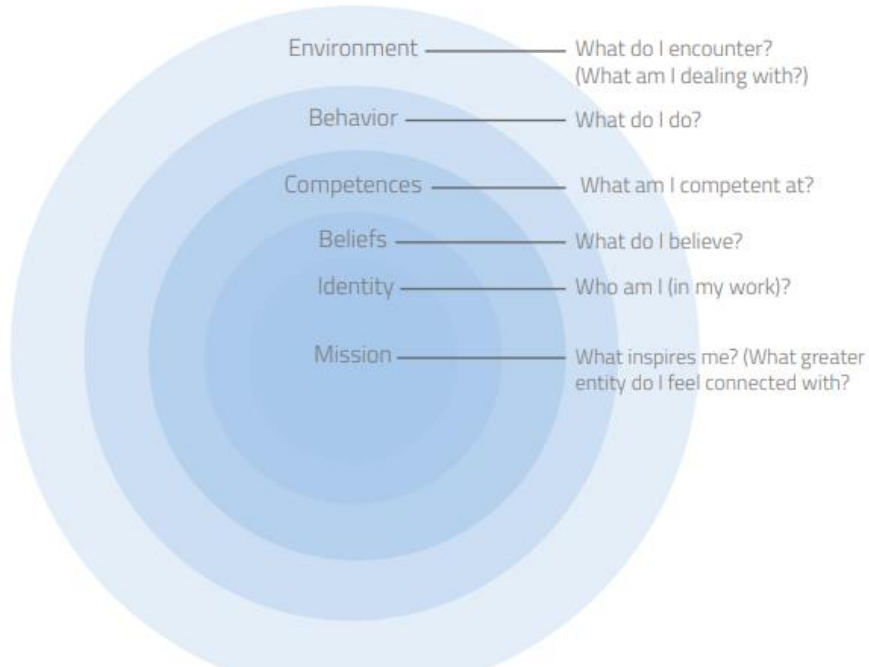 Environment
What do I encounter?
(What am I dealing with?)
Behavior
What do I do?
Competences
What am I competent at?
Beliefs
What do I believe?
Identity
Who am I (in my work)?
Mission
What inspires me? (What greater
entity do I feel connected with?